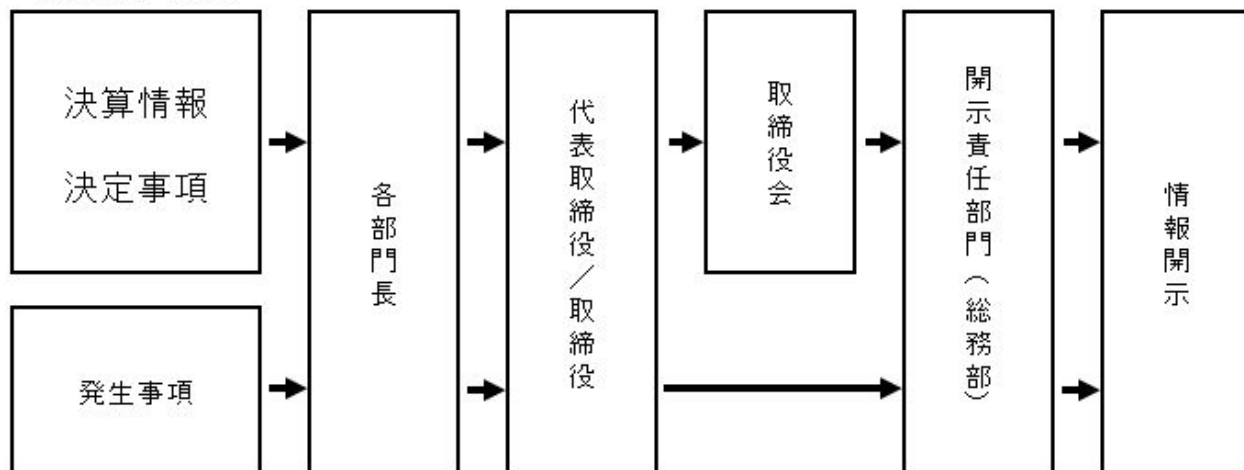 決算情報
決定事項
発生事項
各部門長
代表取締役／取締役
取締役会
開示責任部門（総務部）
情報開示